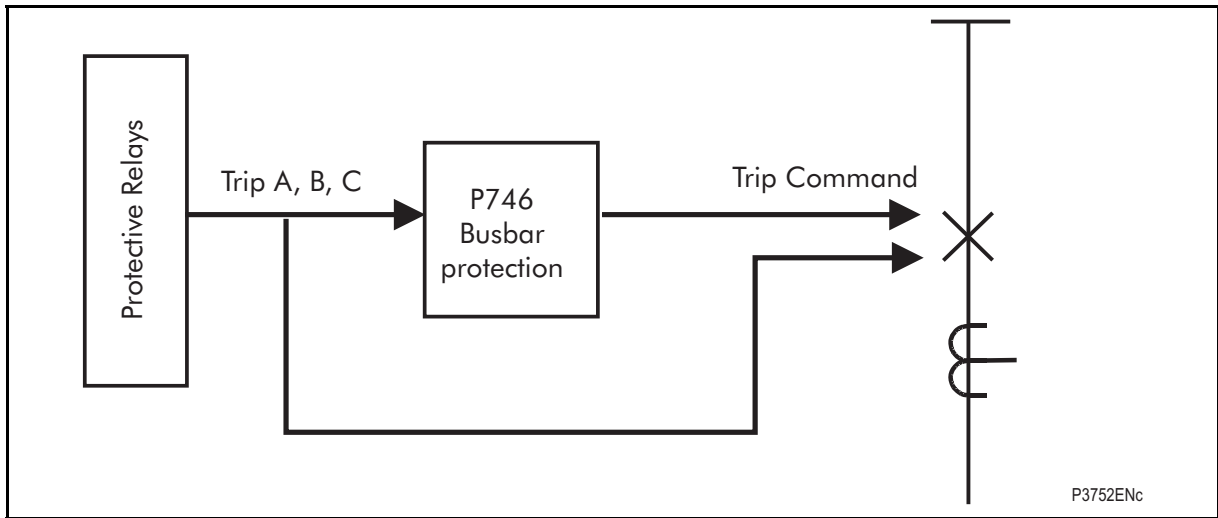 Protective Relays
Trip A, B, C
P746
Busbar
protection
Trip Command
P3752ENc